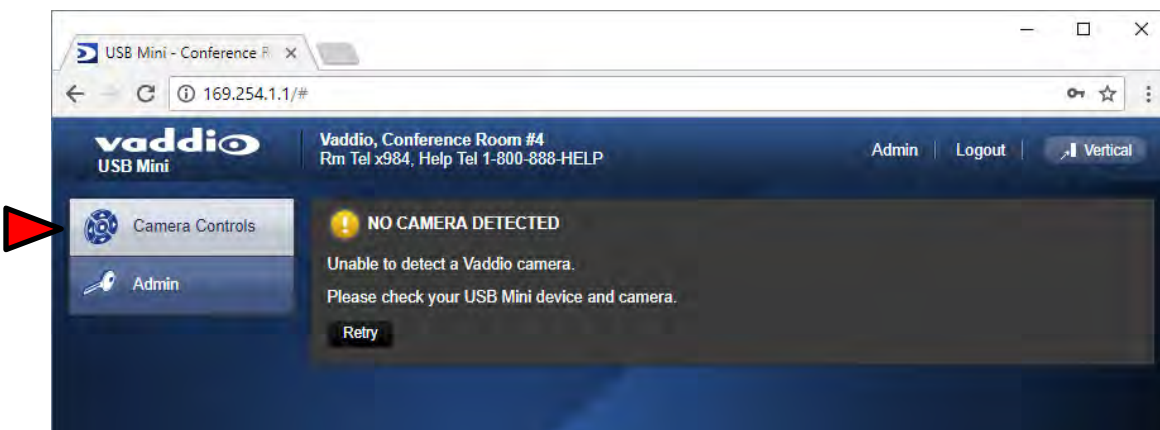 USB Mini - Conference R
169.254.1.1/#
vaddio
USB Mini
Vaddio, Conference Room #4
Rm Tel x984, Help Tel 1-800-888-HELP
Admin
Logout
Vertical
Camera Controls
Admin
NO CAMERA DETECTED
Unable to detect a Vaddio camera.
Please check your USB Mini device and camera.
Retry